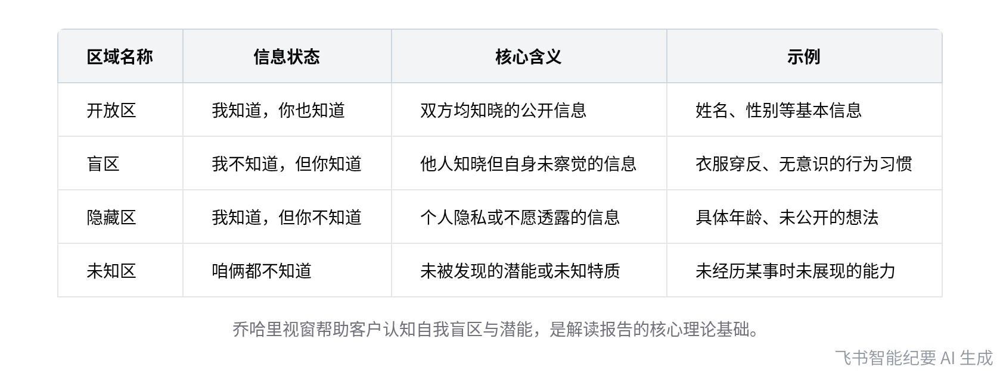 区域名称 信息状态 核心含义 示例
开放区 我知道，你也知道 双方均知晓的公开信息 姓名、性别等基本信息
盲区 我不知道，但你知道 他人知晓但自身未察觉的信息 衣服穿反、无意识的行为习惯
隐藏区 我知道，但你不知道 个人隐私或不愿透露的信息 具体年龄、未公开的想法
未知区 咱俩都不知道 未被发现的潜能或未知特质 未经历某事时未展现的能力
乔哈里视窗帮助客户认知自我盲区与潜能，是解读报告的核心理论基础。
飞书智能纪要 AI 生成